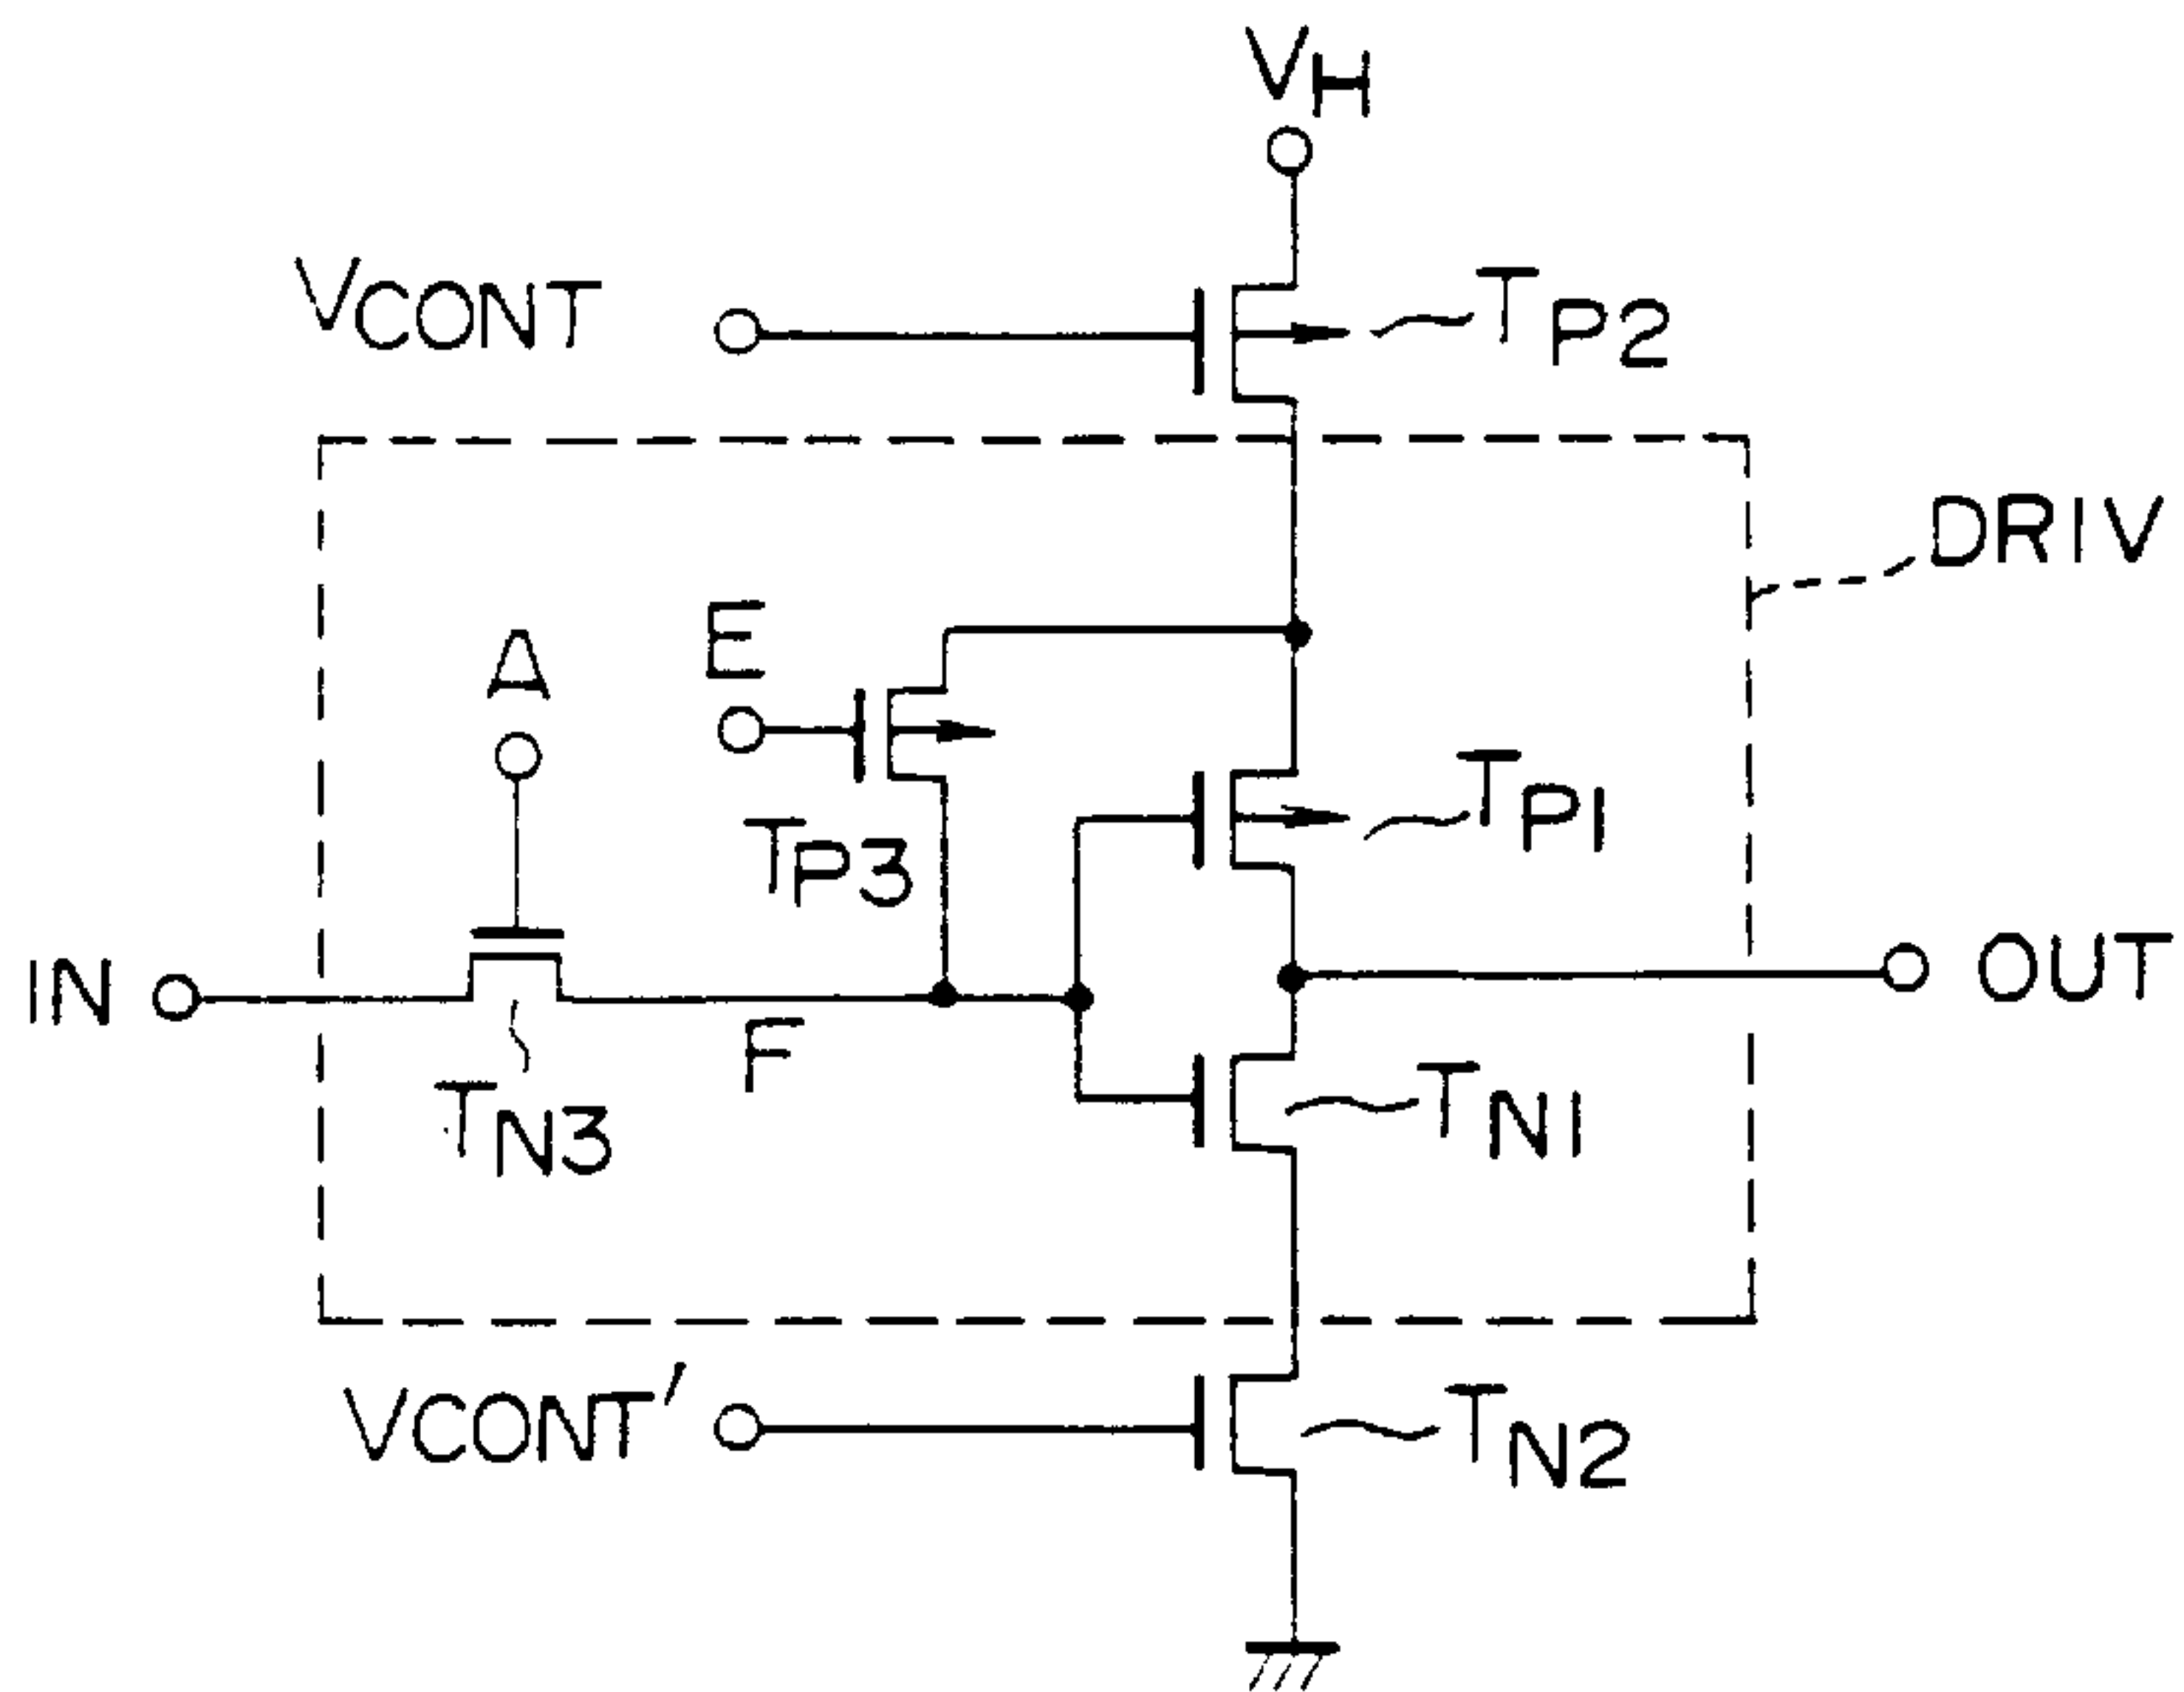 VH
VCONT
TP2
DRIV
E
A
TP1
TP3
IN
OUT
F
TN3
TN1
VCONT'
TN2